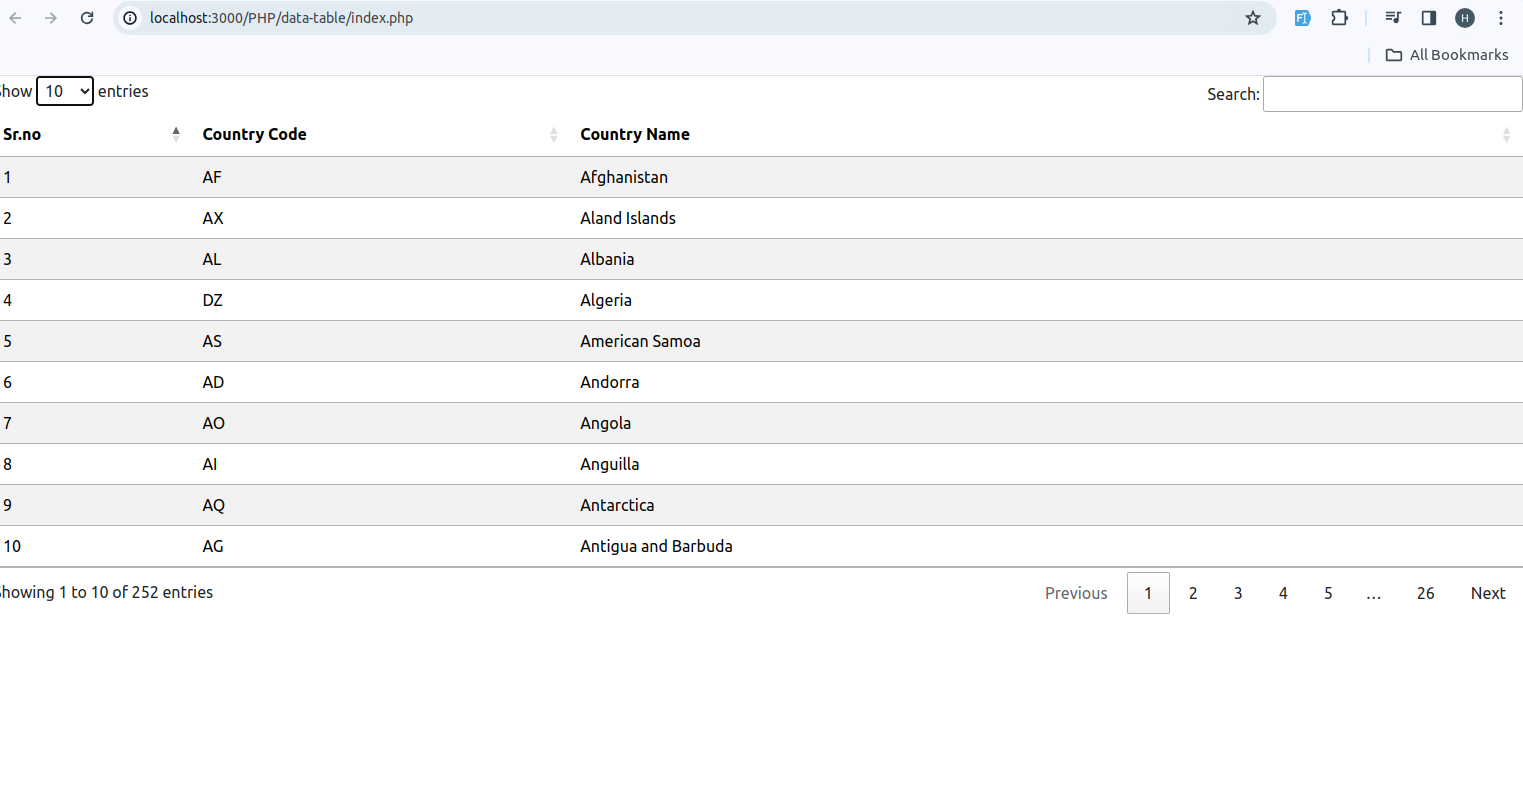 localhost:3000/PHP/data-table/index.php
H
All Bookmarks
Show 10 entries
Search:
Sr.no Country Code Country Name
1 AF Afghanistan
2 AX Aland Islands
3 AL Albania
4 DZ Algeria
5 AS American Samoa
6 AD Andorra
7 AO Angola
8 AI Anguilla
9 AQ Antarctica
10 AG Antigua and Barbuda
Showing 1 to 10 of 252 entries
Previous 1 2 3 4 5 … 26 Next